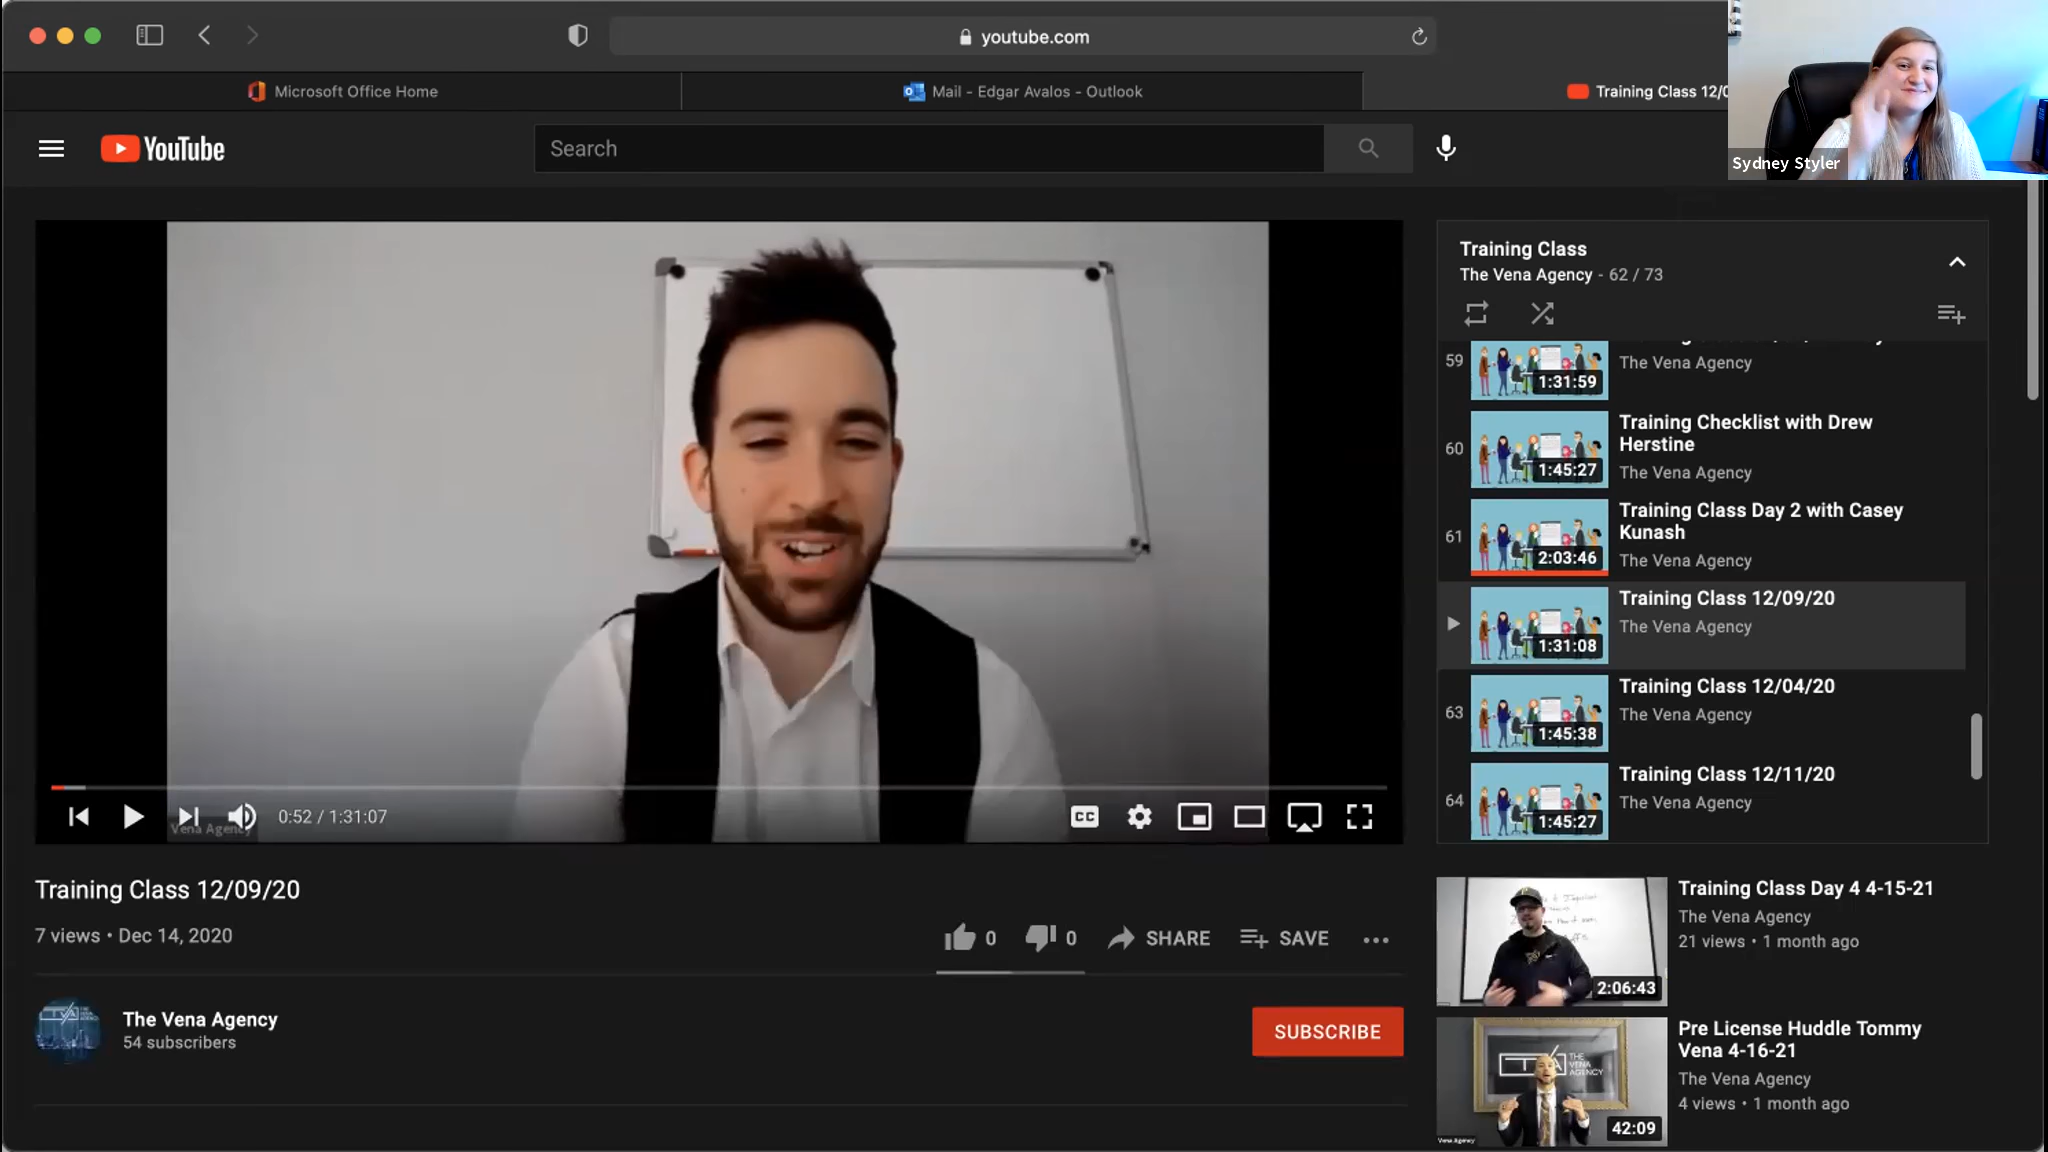 youtube.com
Microsoft Office Home
Mail - Edgar Avalos - Outlook
Training Class 12/0
Sydney Styler
YouTube
Search
Training Class
The Vena Agency - 62 / 73
59
1:31:59
The Vena Agency
60
1:45:27
Training Checklist with Drew
Herstine
The Vena Agency
61
2:03:46
Training Class Day 2 with Casey
Kunash
The Vena Agency
1:31:08
Training Class 12/09/20
The Vena Agency
63
1:45:38
Training Class 12/04/20
The Vena Agency
64
1:45:27
Training Class 12/11/20
The Vena Agency
0:52 / 1:31:07
Vena Agency
CC
Training Class 12/09/20
7 views • Dec 14, 2020
0
0
SHARE
SAVE
The Vena Agency
54 subscribers
SUBSCRIBE
2:06:43
Training Class Day 4 4-15-21
The Vena Agency
21 views • 1 month ago
THE
VENA
AGENCY
Vena Agency
42:09
Pre License Huddle Tommy
Vena 4-16-21
The Vena Agency
4 views • 1 month ago